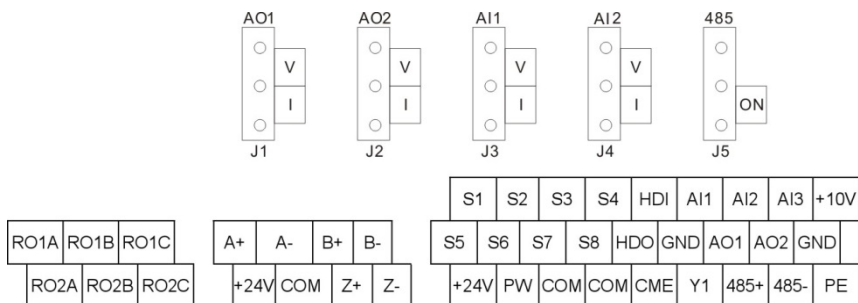 AO1 AO2 AI1 AI2 485
V V V V
I I I I ON
J1 J2 J3 J4 J5
S1 S2 S3 S4 HDI AI1 AI2 AI3 +10V
RO1A RO1B RO1C A+ A- B+ B- S5 S6 S7 S8 HDO GND AO1 AO2 GND
RO2A RO2B RO2C +24V COM Z+ Z- +24V PW COM COM CME Y1 485+ 485- PE